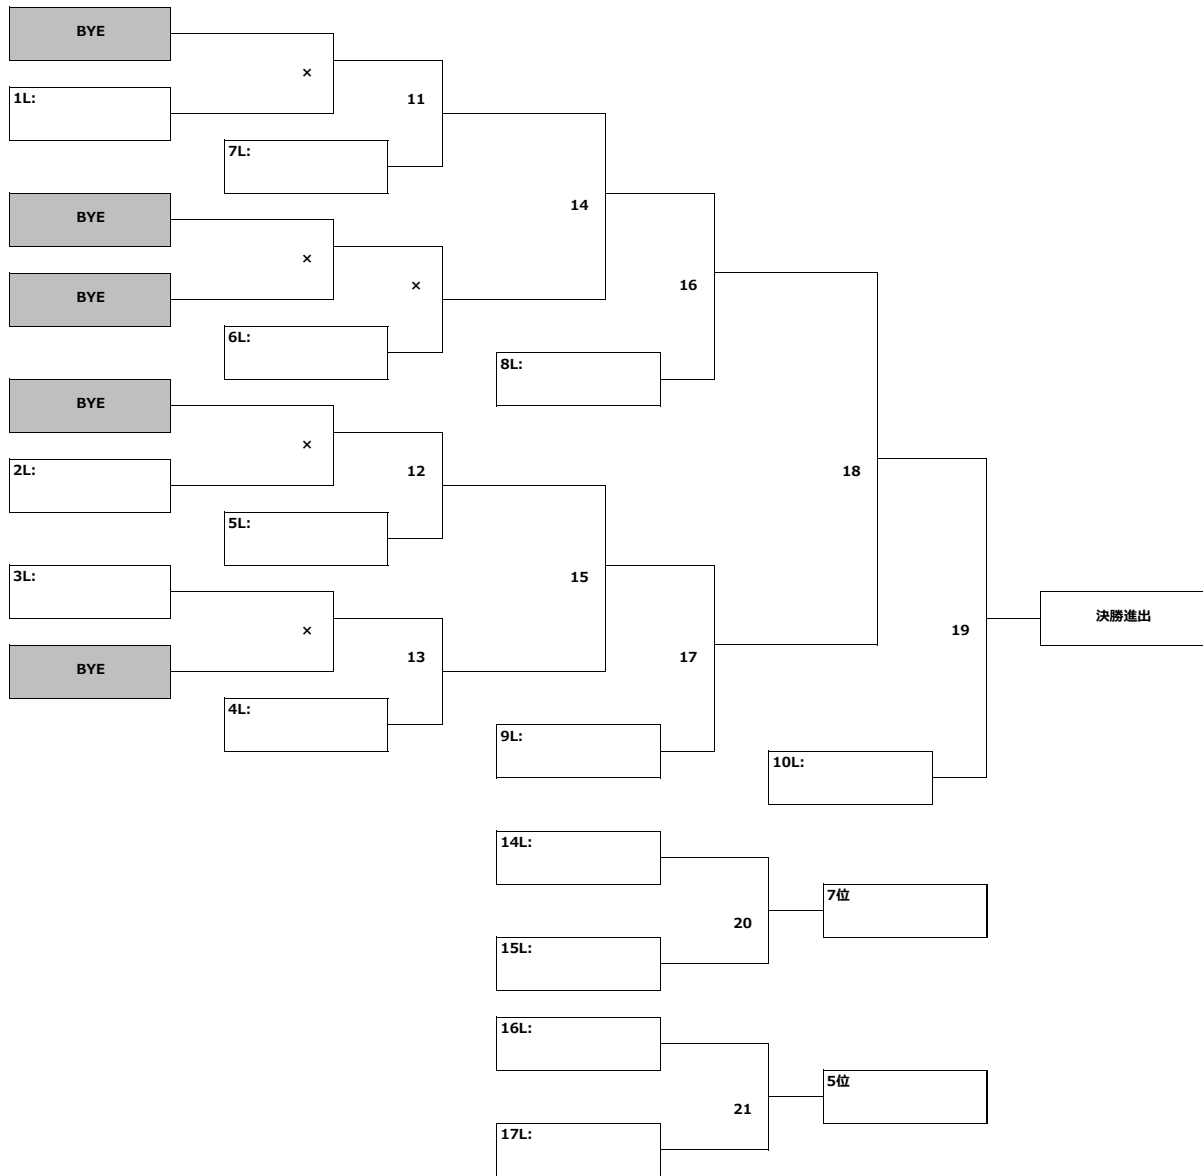 BYE
×
1L:
11
7L:
BYE
14
×
BYE
×
16
6L:
8L:
BYE
×
2L:
12
18
5L:
3L:
15
決勝進出
×
19
BYE
13
17
4L:
9L:
10L:
14L:
7位
20
15L:
16L:
5位
21
17L: